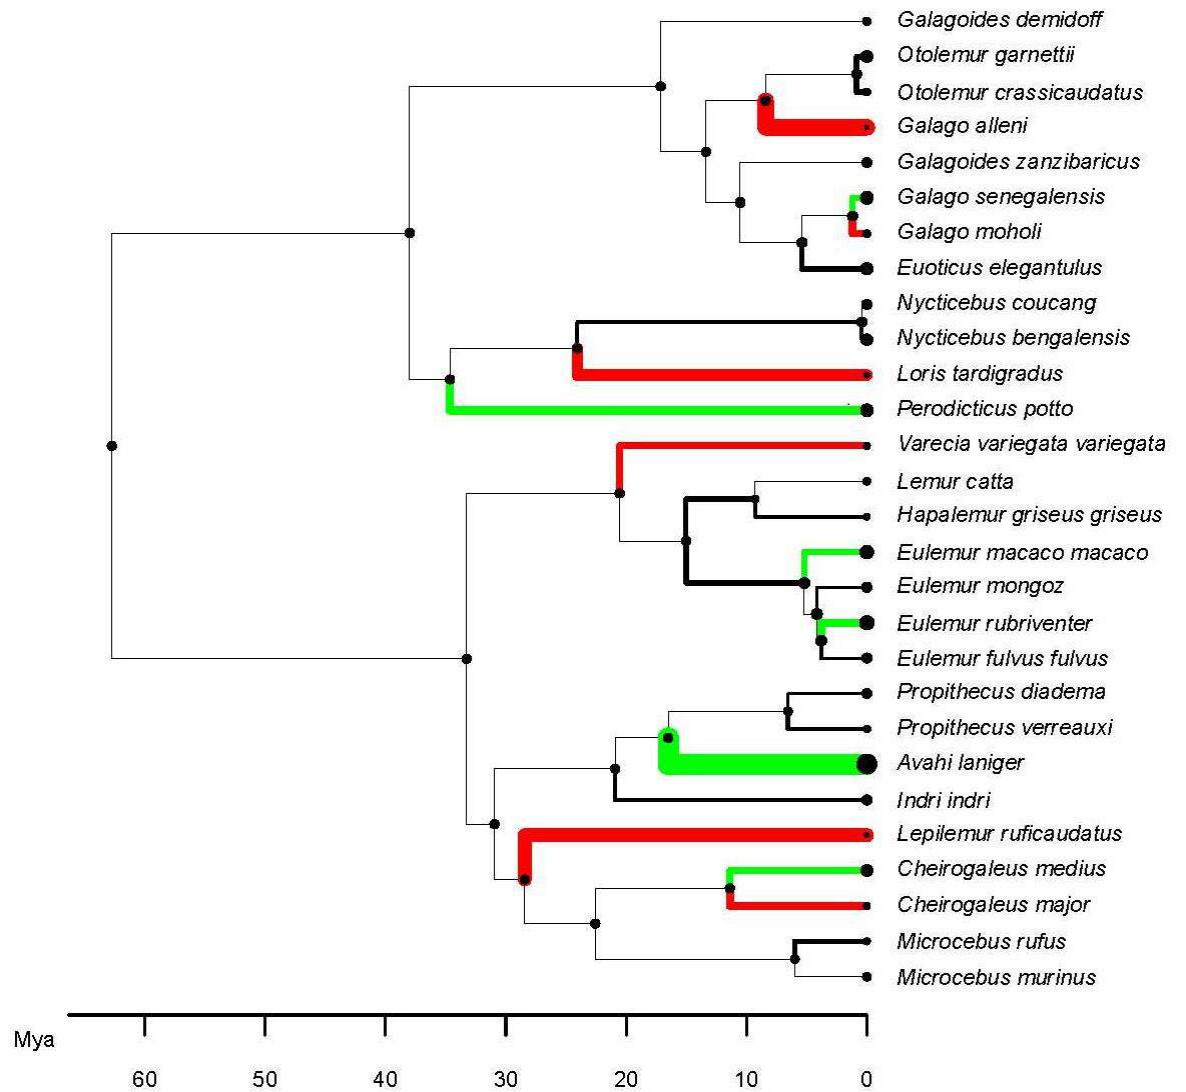 Galagoides demidoff
Otolemur garnettii
Otolemur crassicaudatus
Galago alleni
Galagoides zanzibaricus
Galago senegalensis
Galago moholi
Euoticus elegantulus
Nycticebus coucang
Nycticebus bengalensis
Loris tardigradus
Perodicticus potto
Varecia variegata variegata
Lemur catta
Hapalemur griseus griseus
Eulemur macaco macaco
Eulemur mongoz
Eulemur rubriventer
Eulemur fulvus fulvus
Propithecus diadema
Propithecus verreauxi
Avahi laniger
Indri indri
Lepilemur ruficaudatus
Cheirogaleus medius
Cheirogaleus major
Microcebus rufus
Microcebus murinus
Mya
60 50 40 30 20 10 0